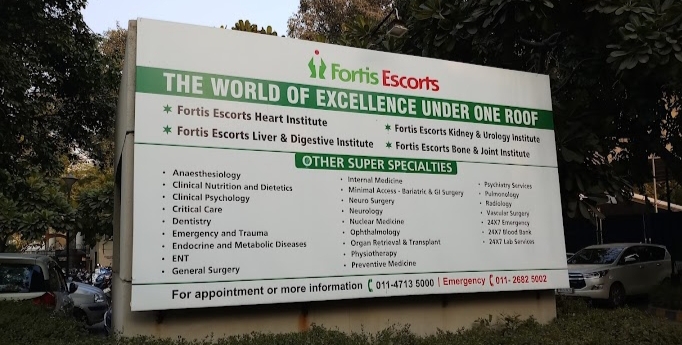 Fortis Escorts
THE WORLD OF EXCELLENCE UNDER ONE ROOF
✶ Fortis Escorts Heart Institute
✶ Fortis Escorts Kidney & Urology Institute
✶ Fortis Escorts Liver & Digestive Institute
✶ Fortis Escorts Bone & Joint Institute
OTHER SUPER SPECIALTIES
• Anaesthesiology
• Clinical Nutrition and Dietetics
• Clinical Psychology
• Critical Care
• Dentistry
• Emergency and Trauma
• Endocrine and Metabolic Diseases
• ENT
• General Surgery
• Internal Medicine
• Minimal Access - Bariatric & GI Surgery
• Neuro Surgery
• Neurology
• Nuclear Medicine
• Ophthalmology
• Organ Retrieval & Transplant
• Physiotherapy
• Preventive Medicine
• Psychiatry Services
• Pulmonology
• Radiology
• Vascular Surgery
• 24X7 Emergency
• 24X7 Blood Bank
• 24X7 Lab Services
For appointment or more information 011-4713 5000 | Emergency 011- 2682 5002